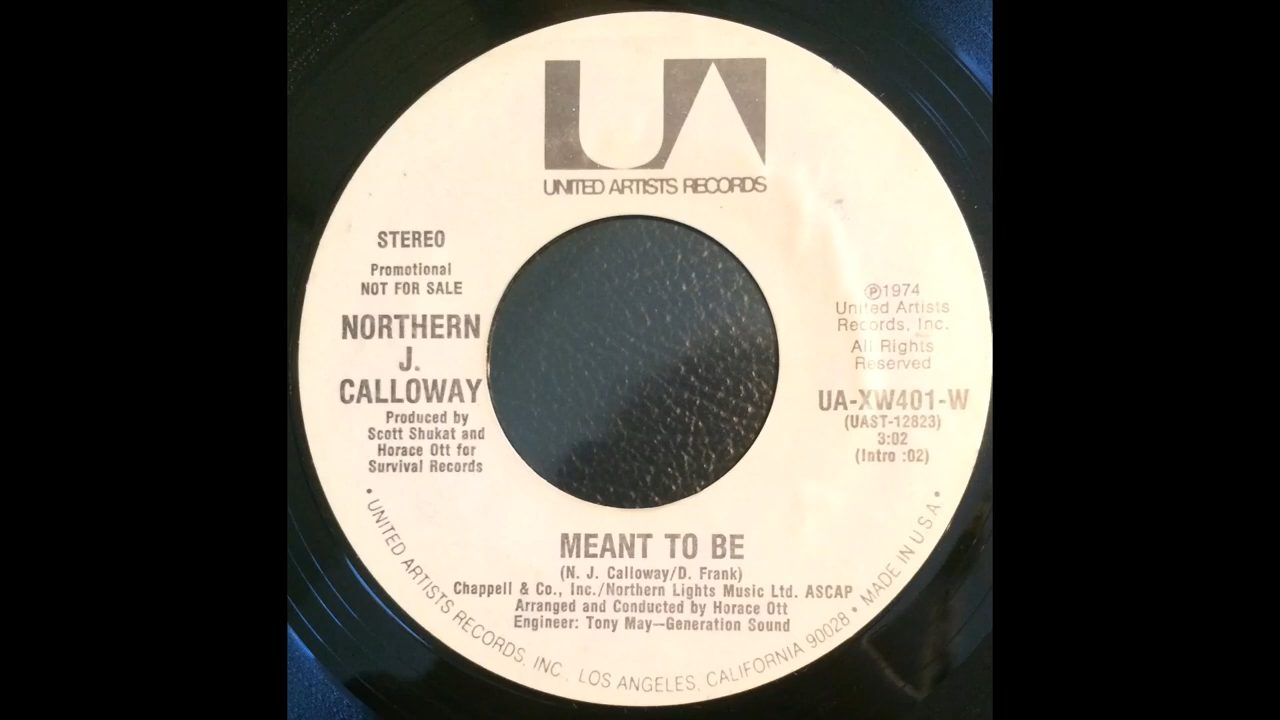 UA
UNITED ARTISTS RECORDS
STEREO
Promotional
NOT FOR SALE
NORTHERN
J.
CALLOWAY
Produced by
Scott Shukat and
Horace Ott for
Survival Records
℗1974
United Artists
Records, Inc.
All Rights
Reserved
UA-XW401-W
(UAST-12823)
3:02
(Intro :02)
MEANT TO BE
(N. J. Calloway/D. Frank)
Chappell & Co., Inc./Northern Lights Music Ltd. ASCAP
Arranged and Conducted by Horace Ott
Engineer: Tony May—Generation Sound
• UNITED ARTISTS RECORDS, INC., LOS ANGELES, CALIFORNIA 90028 • MADE IN U.S.A. •